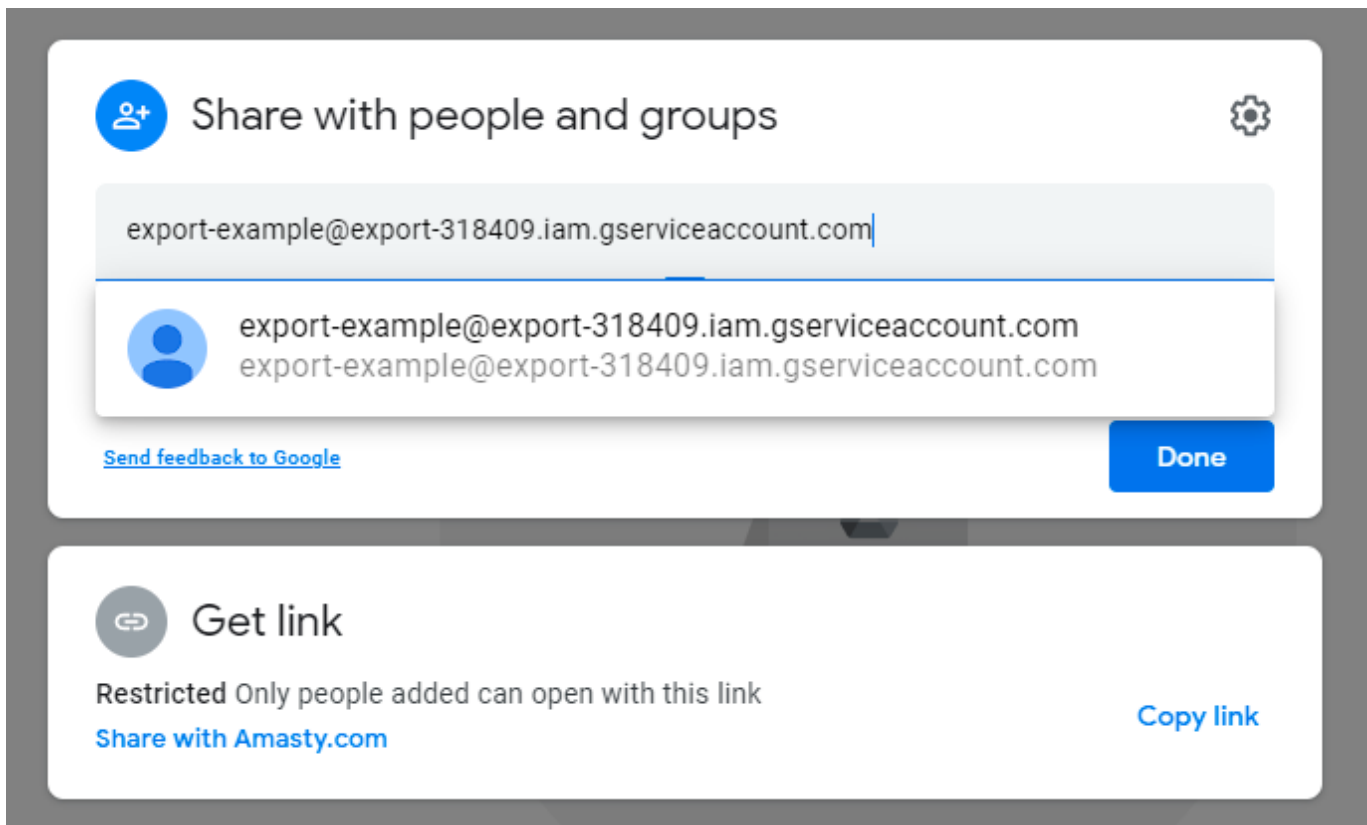 Share with people and groups
export-example@export-318409.iam.gserviceaccount.com
export-example@export-318409.iam.gserviceaccount.com
export-example@export-318409.iam.gserviceaccount.com
Send feedback to Google
Done
Get link
Restricted Only people added can open with this link
Share with Amasty.com
Copy link